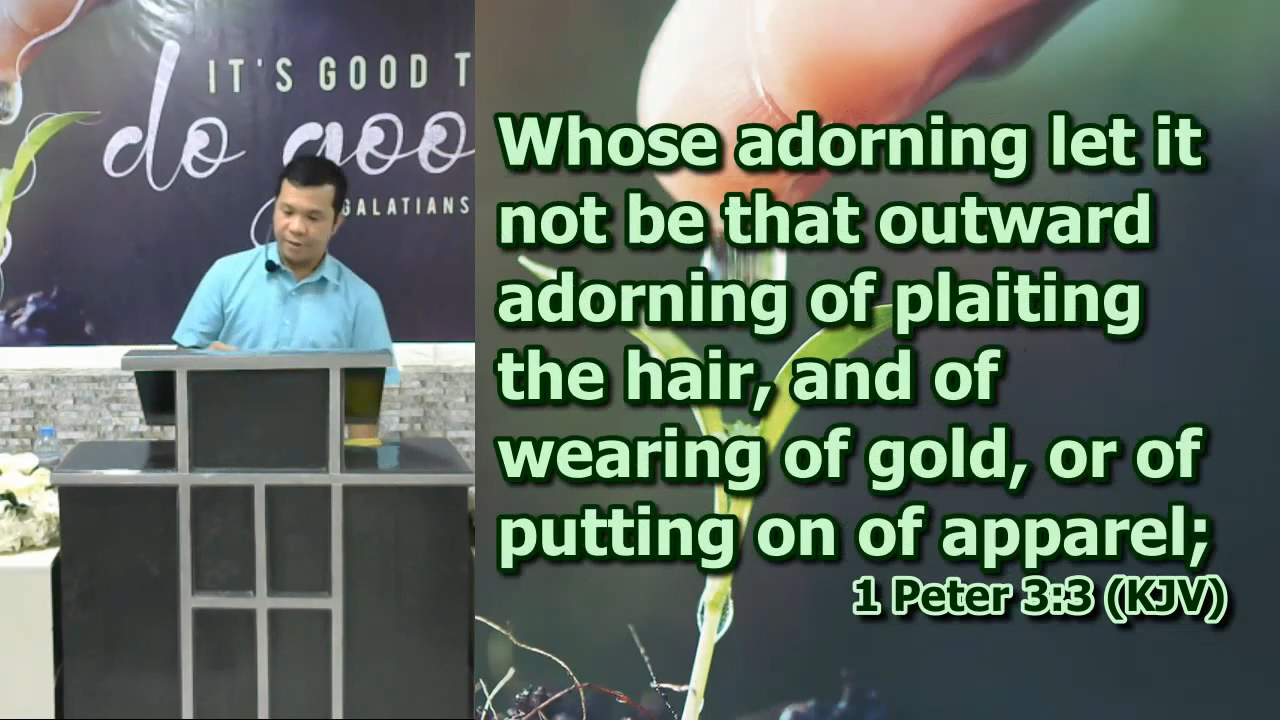 IT'S GOOD T
do goo
GALATIANS
Whose adorning let it
not be that outward
adorning of plaiting
the hair, and of
wearing of gold, or of
putting on of apparel;
1 Peter 3:3 (KJV)